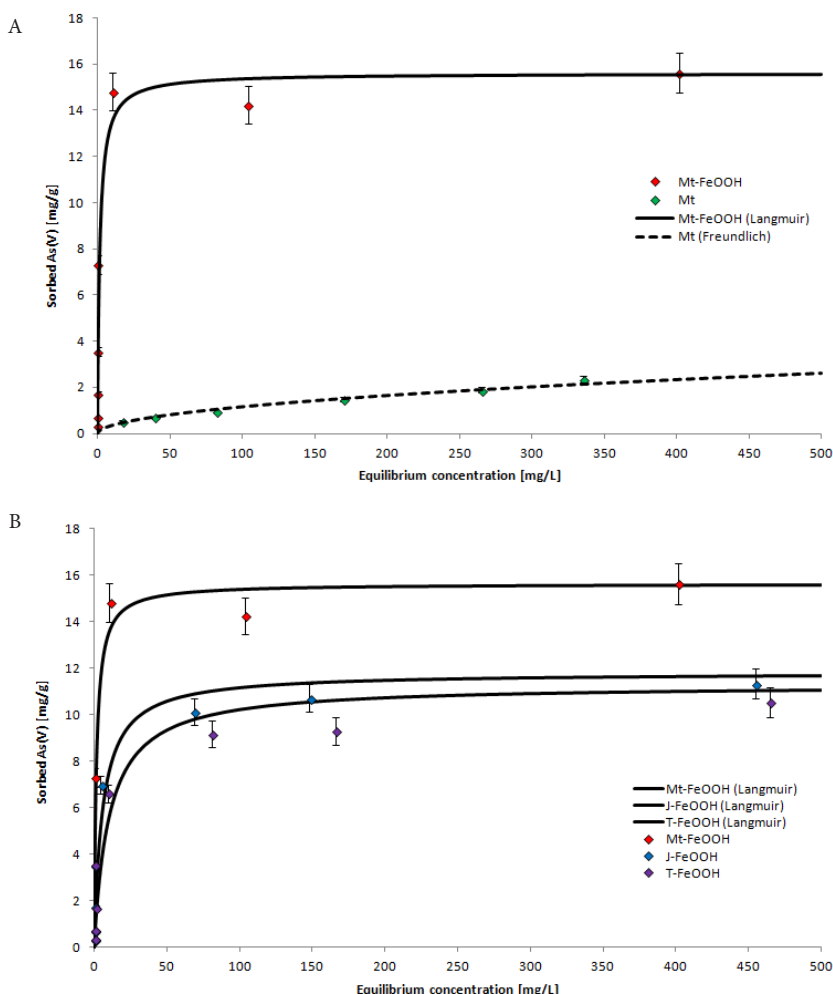 A
18
16
14
12
10
8
6
4
2
0
Sorbed As(V) [mg/g]
Mt-FeOOH
Mt
Mt-FeOOH (Langmuir)
Mt (Freundlich)
0 50 100 150 200 250 300 350 400 450 500
Equilibrium concentration [mg/L]
B
18
16
14
12
10
8
6
4
2
0
Sorbed As(V) [mg/g]
Mt-FeOOH (Langmuir)
J-FeOOH (Langmuir)
T-FeOOH (Langmuir)
Mt-FeOOH
J-FeOOH
T-FeOOH
0 50 100 150 200 250 300 350 400 450 500
Equilibrium concentration [mg/L]